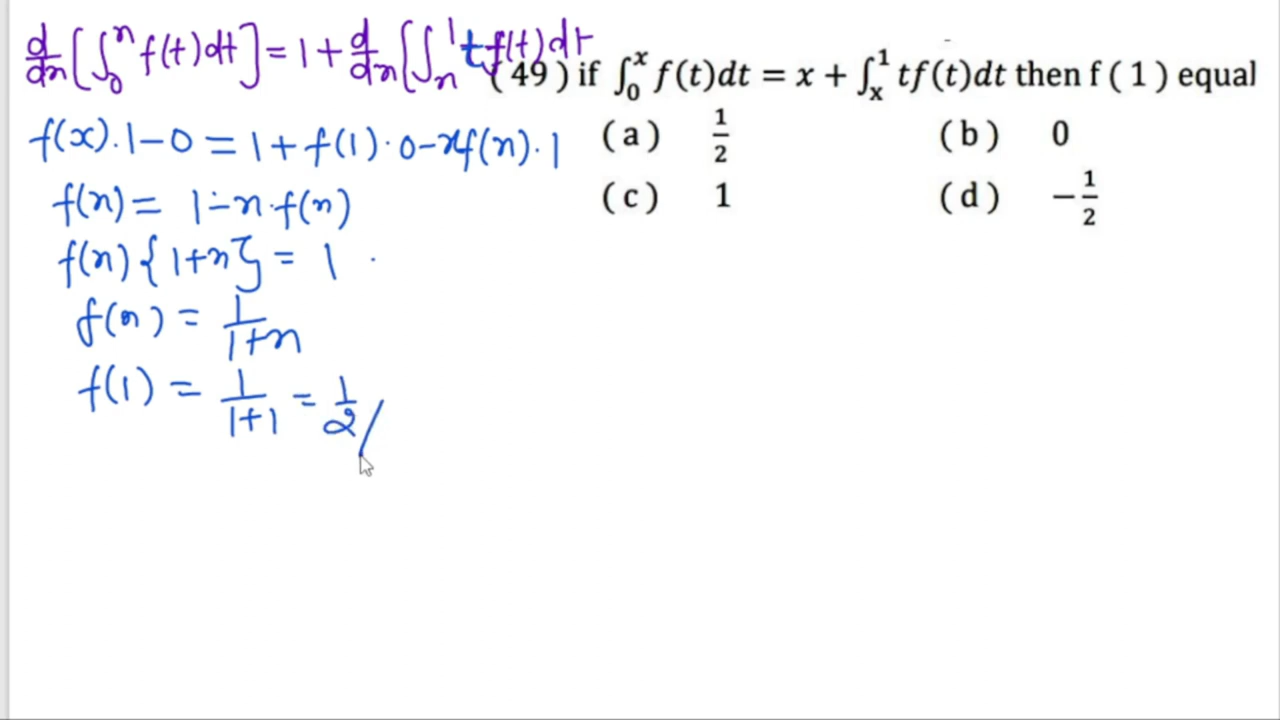 d/dx [∫₀ˣ f(t)dt] = 1 + d/dx [∫ₓ¹ tf(t)dt
( 49 ) if ∫₀ˣ f(t)dt = x + ∫ₓ¹ tf(t)dt then f ( 1 ) equal
( a ) 1/2 ( b ) 0
( c ) 1 ( d ) −1/2
f(x).1−0 = 1+f(1)·0−xf(x)·1
f(x) = 1−x·f(x)
f(x){1+x} = 1
f(x) = 1/(1+x)
f(1) = 1/(1+1) = 1/2/